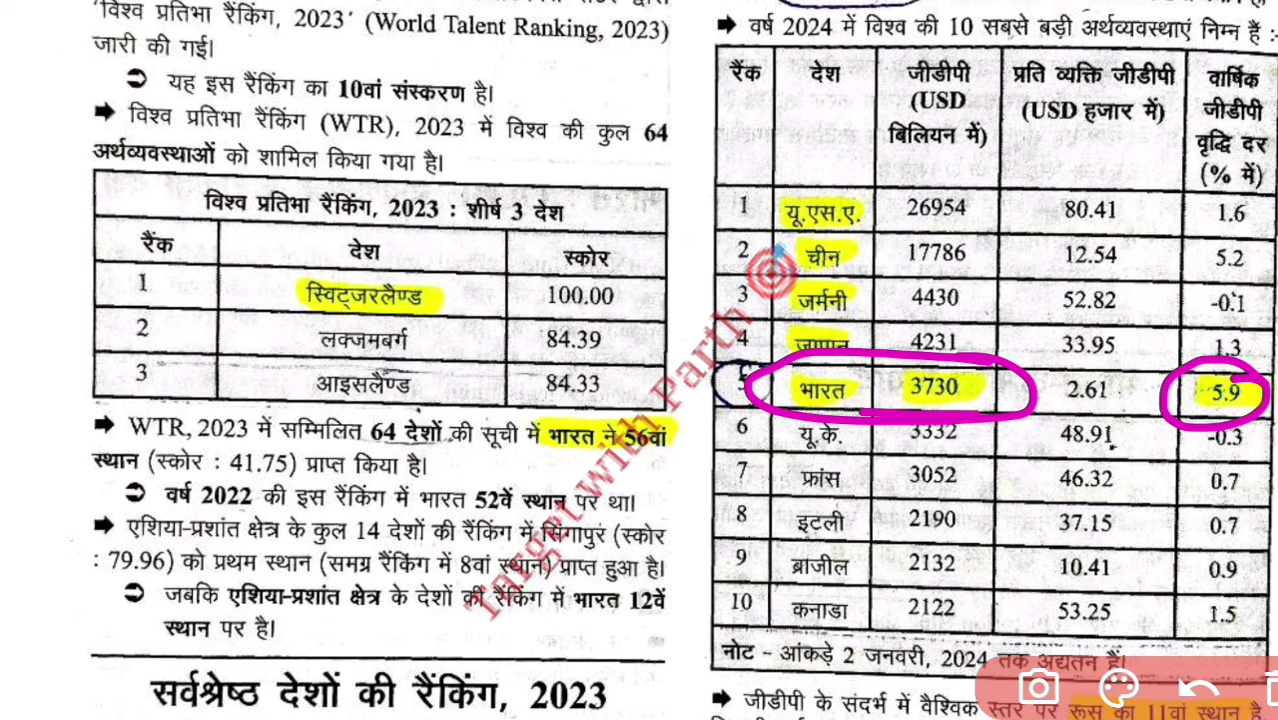 'विश्व प्रतिभा रैंकिंग, 2023' (World Talent Ranking, 2023)
जारी की गई।
➲ यह इस रैंकिंग का 10वां संस्करण है।
➡ विश्व प्रतिभा रैंकिंग (WTR), 2023 में विश्व की कुल 64
अर्थव्यवस्थाओं को शामिल किया गया है।
विश्व प्रतिभा रैंकिंग, 2023 : शीर्ष 3 देश
रैंक देश स्कोर
1 स्विट्जरलैण्ड 100.00
2 लक्जमबर्ग 84.39
3 आइसलैण्ड 84.33
➡ WTR, 2023 में सम्मिलित 64 देशों की सूची में भारत ने 56वां
स्थान (स्कोर : 41.75) प्राप्त किया है।
➲ वर्ष 2022 की इस रैंकिंग में भारत 52वें स्थान पर था।
➡ एशिया-प्रशांत क्षेत्र के कुल 14 देशों की रैंकिंग में सिंगापुर (स्कोर
: 79.96) को प्रथम स्थान (समग्र रैंकिंग में 8वां स्थान) प्राप्त हुआ है।
➲ जबकि एशिया-प्रशांत क्षेत्र के देशों की रैंकिंग में भारत 12वें
स्थान पर है।
सर्वश्रेष्ठ देशों की रैंकिंग, 2023
➡ वर्ष 2024 में विश्व की 10 सबसे बड़ी अर्थव्यवस्थाएं निम्न हैं :-
रैंक देश जीडीपी प्रति व्यक्ति जीडीपी वार्षिक
(USD (USD हजार में) जीडीपी
बिलियन में) वृद्धि दर
(% में)
1 यू.एस.ए. 26954 80.41 1.6
2 चीन 17786 12.54 5.2
3 जर्मनी 4430 52.82 -0.1
4 जापान 4231 33.95 1.3
5 भारत 3730 2.61 5.9
6 यू.के. 3332 48.91 -0.3
7 फ्रांस 3052 46.32 0.7
8 इटली 2190 37.15 0.7
9 ब्राजील 2132 10.41 0.9
10 कनाडा 2122 53.25 1.5
नोट - आंकड़े 2 जनवरी, 2024 तक अद्यतन हैं।
➡ जीडीपी के संदर्भ में वैश्विक स्तर पर रूस का 11वां स्थान है
Target with Parth